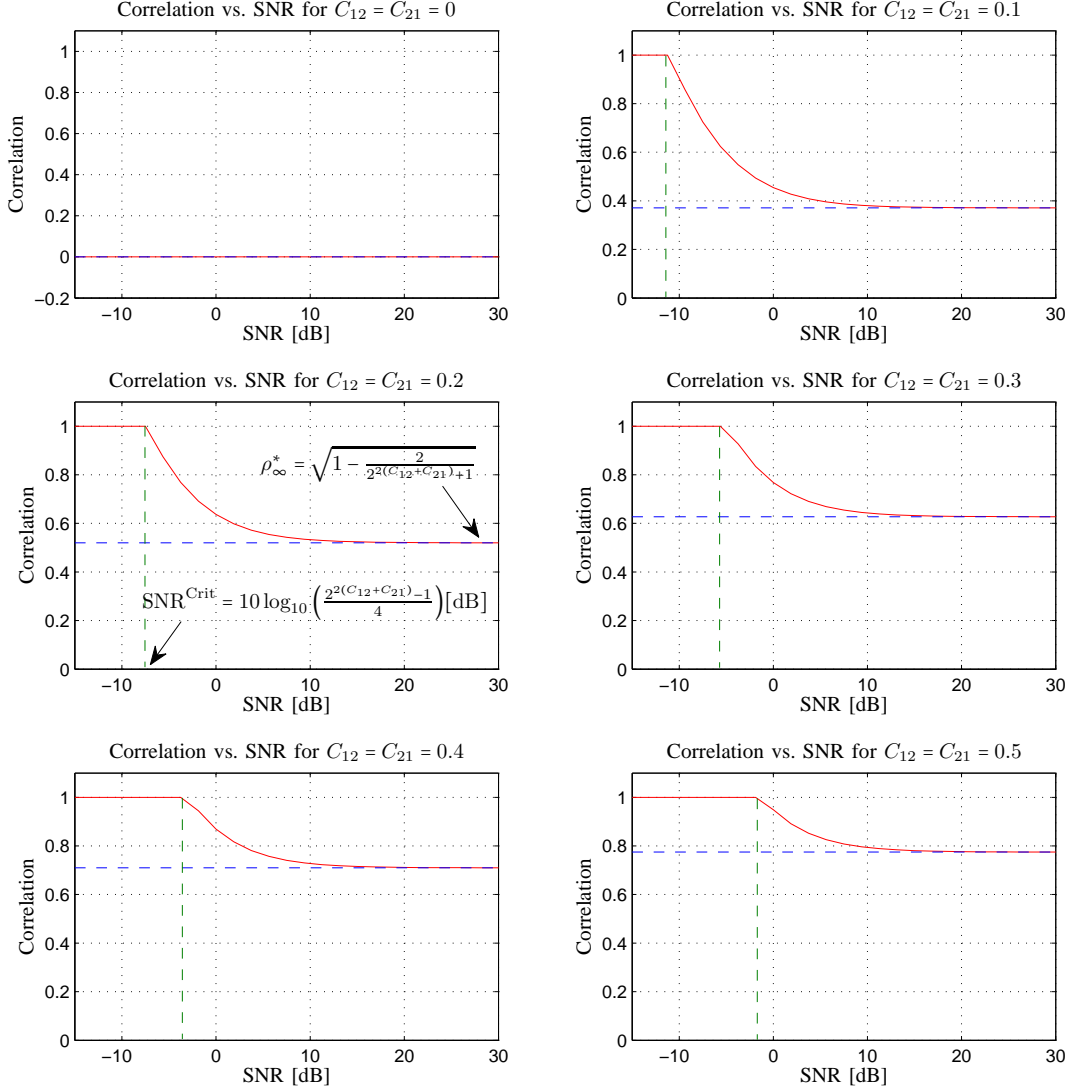 Correlation vs. SNR for C₁₂ = C₂₁ = 0
1
0.8
0.6
0.4
0.2
0
−0.2
−10 0 10 20 30
SNR [dB]
Correlation
Correlation vs. SNR for C₁₂ = C₂₁ = 0.1
1
0.8
0.6
0.4
0.2
0
−10 0 10 20 30
SNR [dB]
Correlation
Correlation vs. SNR for C₁₂ = C₂₁ = 0.2
1
0.8
0.6
0.4
0.2
0
ρ*_∞ = √(1 − 2/(2^{2(C₁₂+C₂₁)}+1))
SNR^Crit = 10 log₁₀ ((2^{2(C₁₂+C₂₁)}−1)/4)[dB]
−10 0 10 20 30
SNR [dB]
Correlation
Correlation vs. SNR for C₁₂ = C₂₁ = 0.3
1
0.8
0.6
0.4
0.2
0
−10 0 10 20 30
SNR [dB]
Correlation
Correlation vs. SNR for C₁₂ = C₂₁ = 0.4
1
0.8
0.6
0.4
0.2
0
−10 0 10 20 30
SNR [dB]
Correlation
Correlation vs. SNR for C₁₂ = C₂₁ = 0.5
1
0.8
0.6
0.4
0.2
0
−10 0 10 20 30
SNR [dB]
Correlation